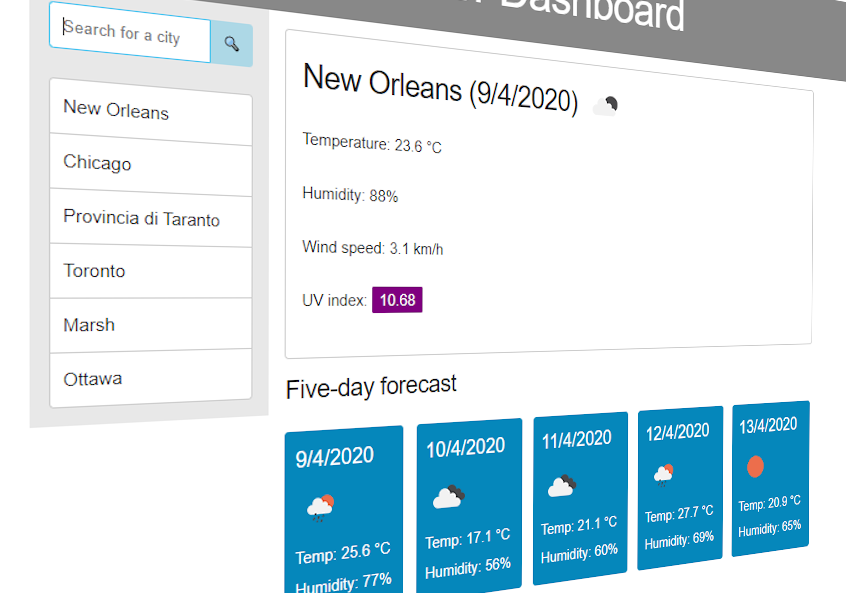 Dashboard
Search for a city
New Orleans
Chicago
Provincia di Taranto
Toronto
Marsh
Ottawa
New Orleans (9/4/2020)
Temperature: 23.6 °C
Humidity: 88%
Wind speed: 3.1 km/h
UV index: 10.68
Five-day forecast
9/4/2020
Temp: 25.6 °C
Humidity: 77%
10/4/2020
Temp: 17.1 °C
Humidity: 56%
11/4/2020
Temp: 21.1 °C
Humidity: 60%
12/4/2020
Temp: 27.7 °C
Humidity: 69%
13/4/2020
Temp: 20.9 °C
Humidity: 65%